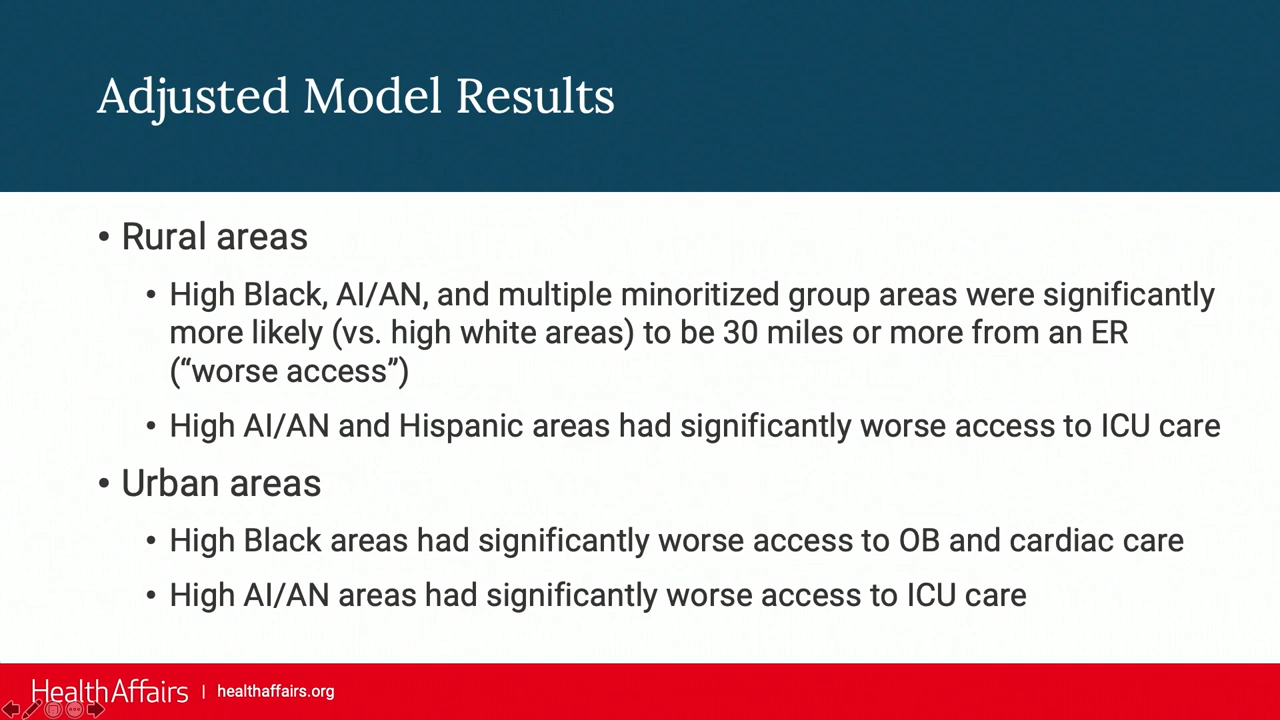 Adjusted Model Results
• Rural areas
• High Black, AI/AN, and multiple minoritized group areas were significantly
more likely (vs. high white areas) to be 30 miles or more from an ER
(“worse access”)
• High AI/AN and Hispanic areas had significantly worse access to ICU care
• Urban areas
• High Black areas had significantly worse access to OB and cardiac care
• High AI/AN areas had significantly worse access to ICU care
HealthAffairs | healthaffairs.org